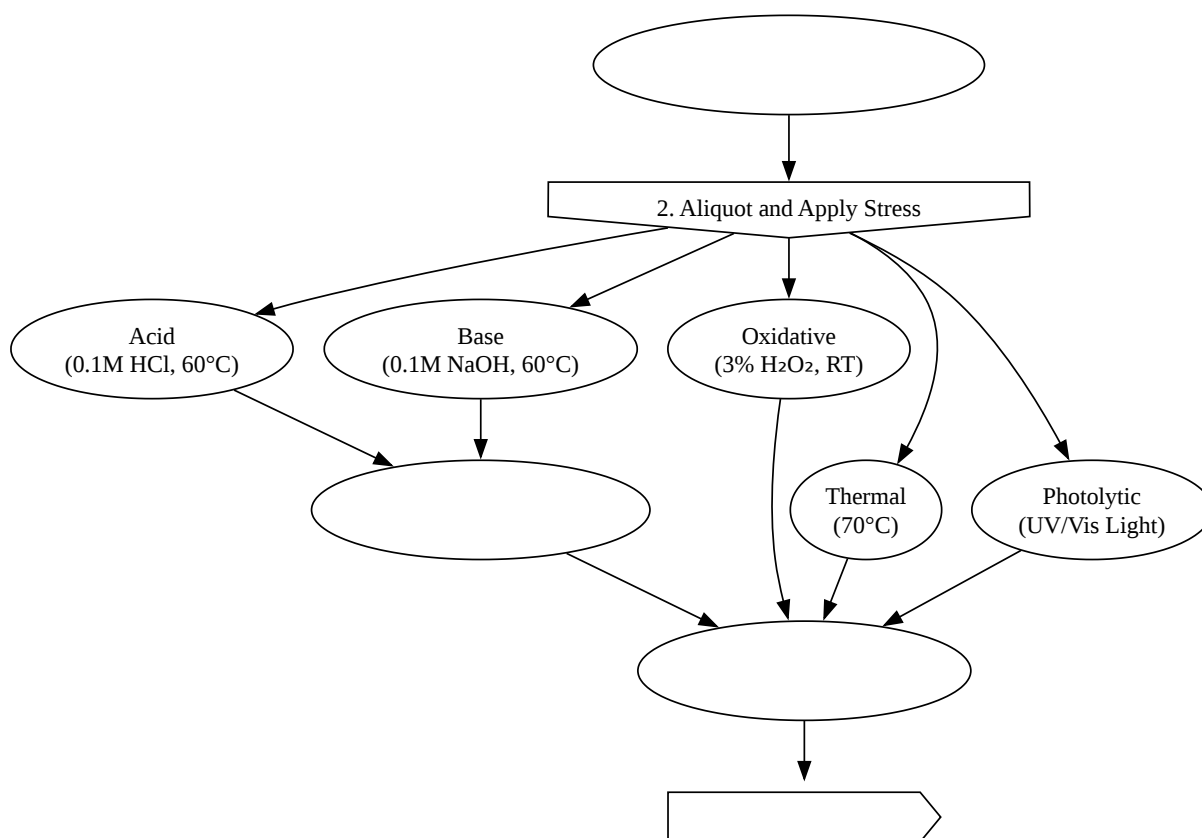 2. Aliquot and Apply Stress
Acid
(0.1M HCl, 60°C)
Base
(0.1M NaOH, 60°C)
Oxidative
(3% H₂O₂, RT)
Thermal
(70°C)
Photolytic
(UV/Vis Light)